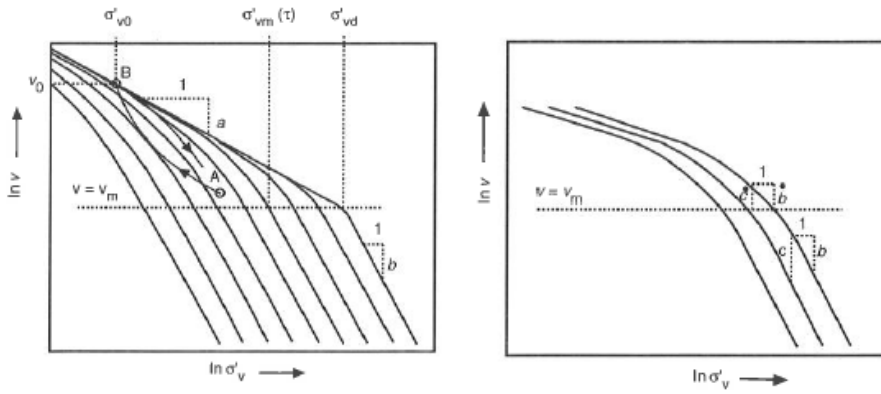 σ'v0 σ'vm (τ) σ'vd
B
v0
1
a
A
ln v
v = vm
1
b
ln σ'v
ln v
1
c b
v = vm
1
c b
ln σ'v